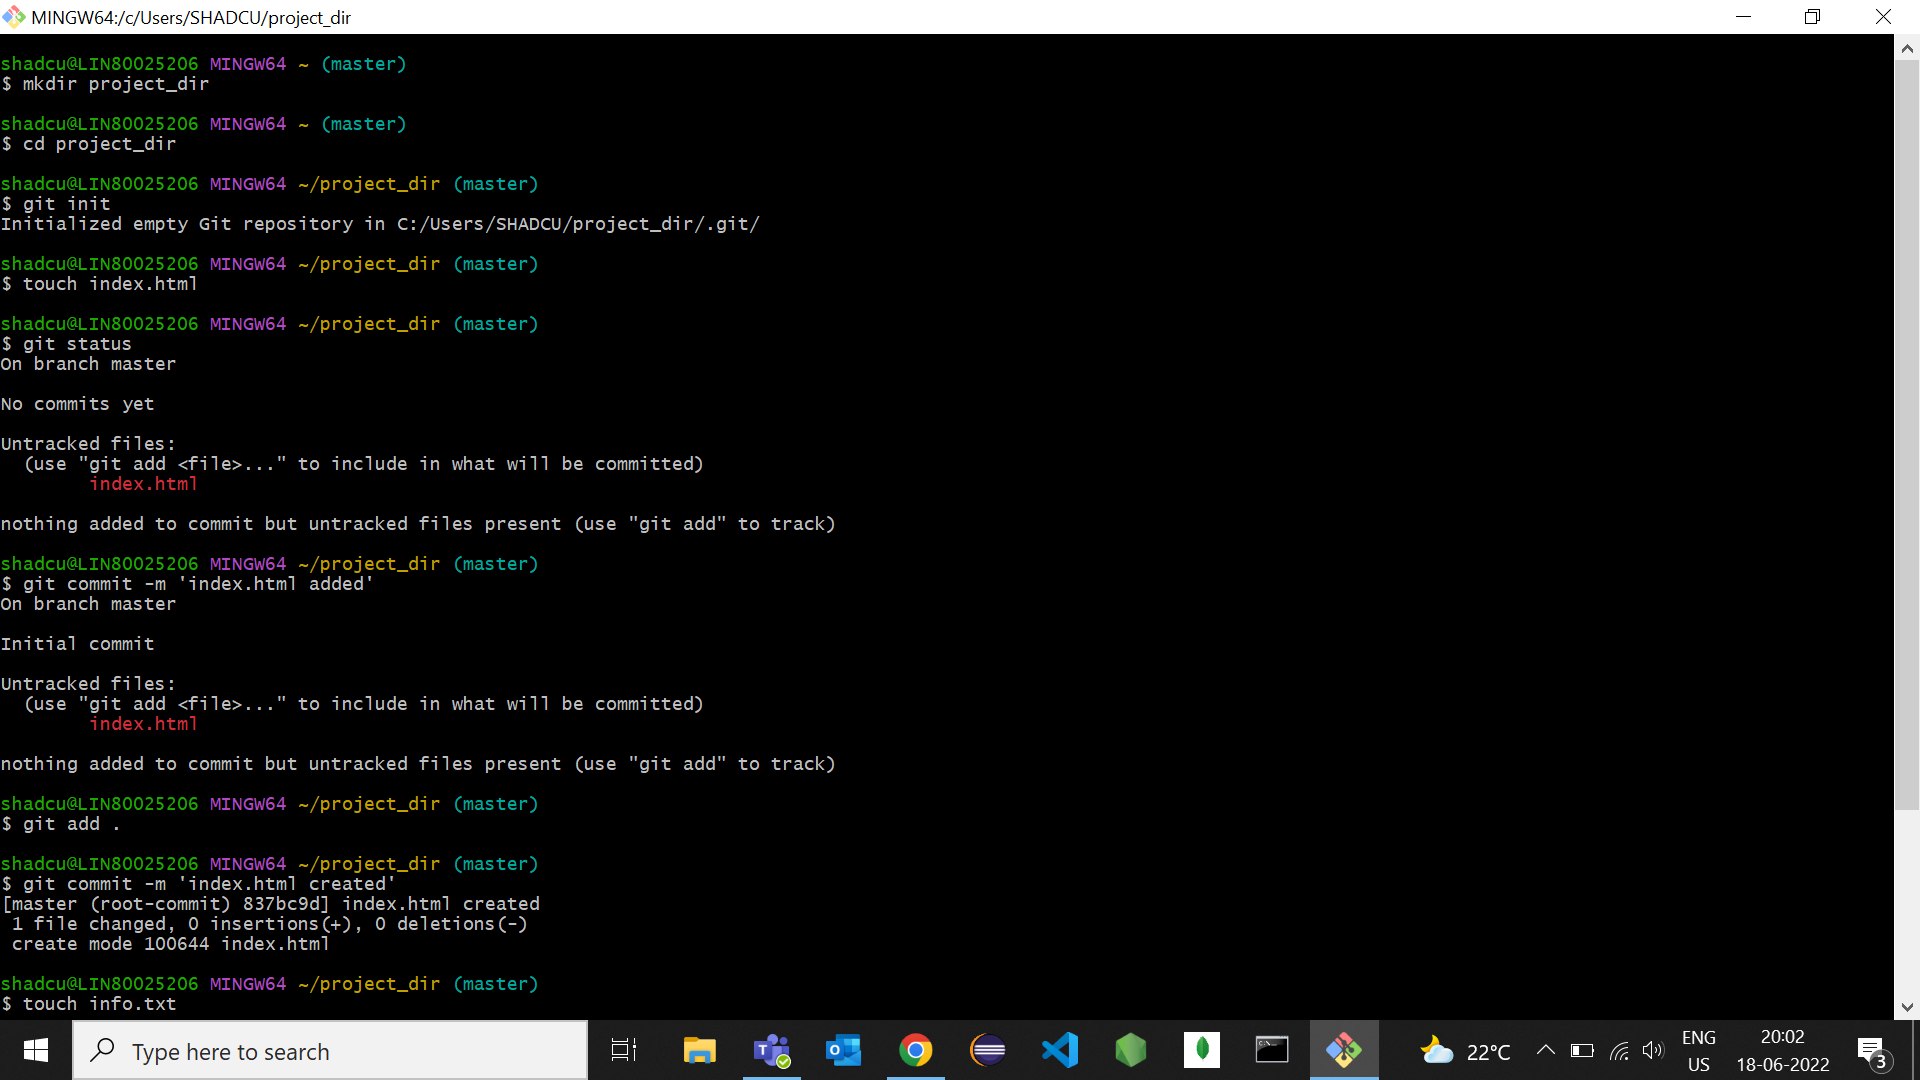 MINGW64:/c/Users/SHADCU/project_dir
shadcu@LIN80025206 MINGW64 ~ (master)
$ mkdir project_dir
shadcu@LIN80025206 MINGW64 ~ (master)
$ cd project_dir
shadcu@LIN80025206 MINGW64 ~/project_dir (master)
$ git init
Initialized empty Git repository in C:/Users/SHADCU/project_dir/.git/
shadcu@LIN80025206 MINGW64 ~/project_dir (master)
$ touch index.html
shadcu@LIN80025206 MINGW64 ~/project_dir (master)
$ git status
On branch master
No commits yet
Untracked files:
  (use "git add <file>..." to include in what will be committed)
        index.html
nothing added to commit but untracked files present (use "git add" to track)
shadcu@LIN80025206 MINGW64 ~/project_dir (master)
$ git commit -m 'index.html added'
On branch master
Initial commit
Untracked files:
  (use "git add <file>..." to include in what will be committed)
        index.html
nothing added to commit but untracked files present (use "git add" to track)
shadcu@LIN80025206 MINGW64 ~/project_dir (master)
$ git add .
shadcu@LIN80025206 MINGW64 ~/project_dir (master)
$ git commit -m 'index.html created'
[master (root-commit) 837bc9d] index.html created
 1 file changed, 0 insertions(+), 0 deletions(-)
 create mode 100644 index.html
shadcu@LIN80025206 MINGW64 ~/project_dir (master)
$ touch info.txt
Type here to search
22°C
ENG
US
20:02
18-06-2022
3